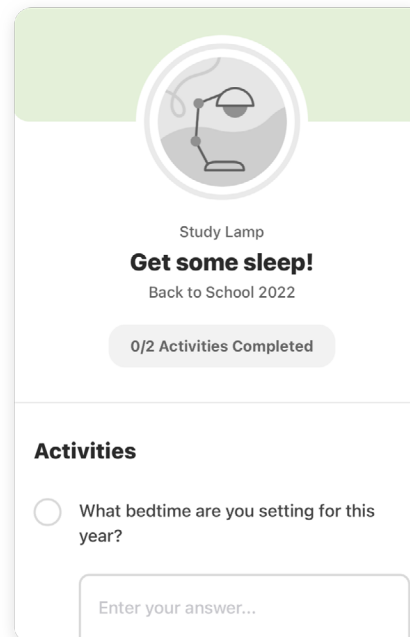 Study Lamp
Get some sleep!
Back to School 2022
0/2 Activities Completed
Activities
What bedtime are you setting for this
year?
Enter your answer...